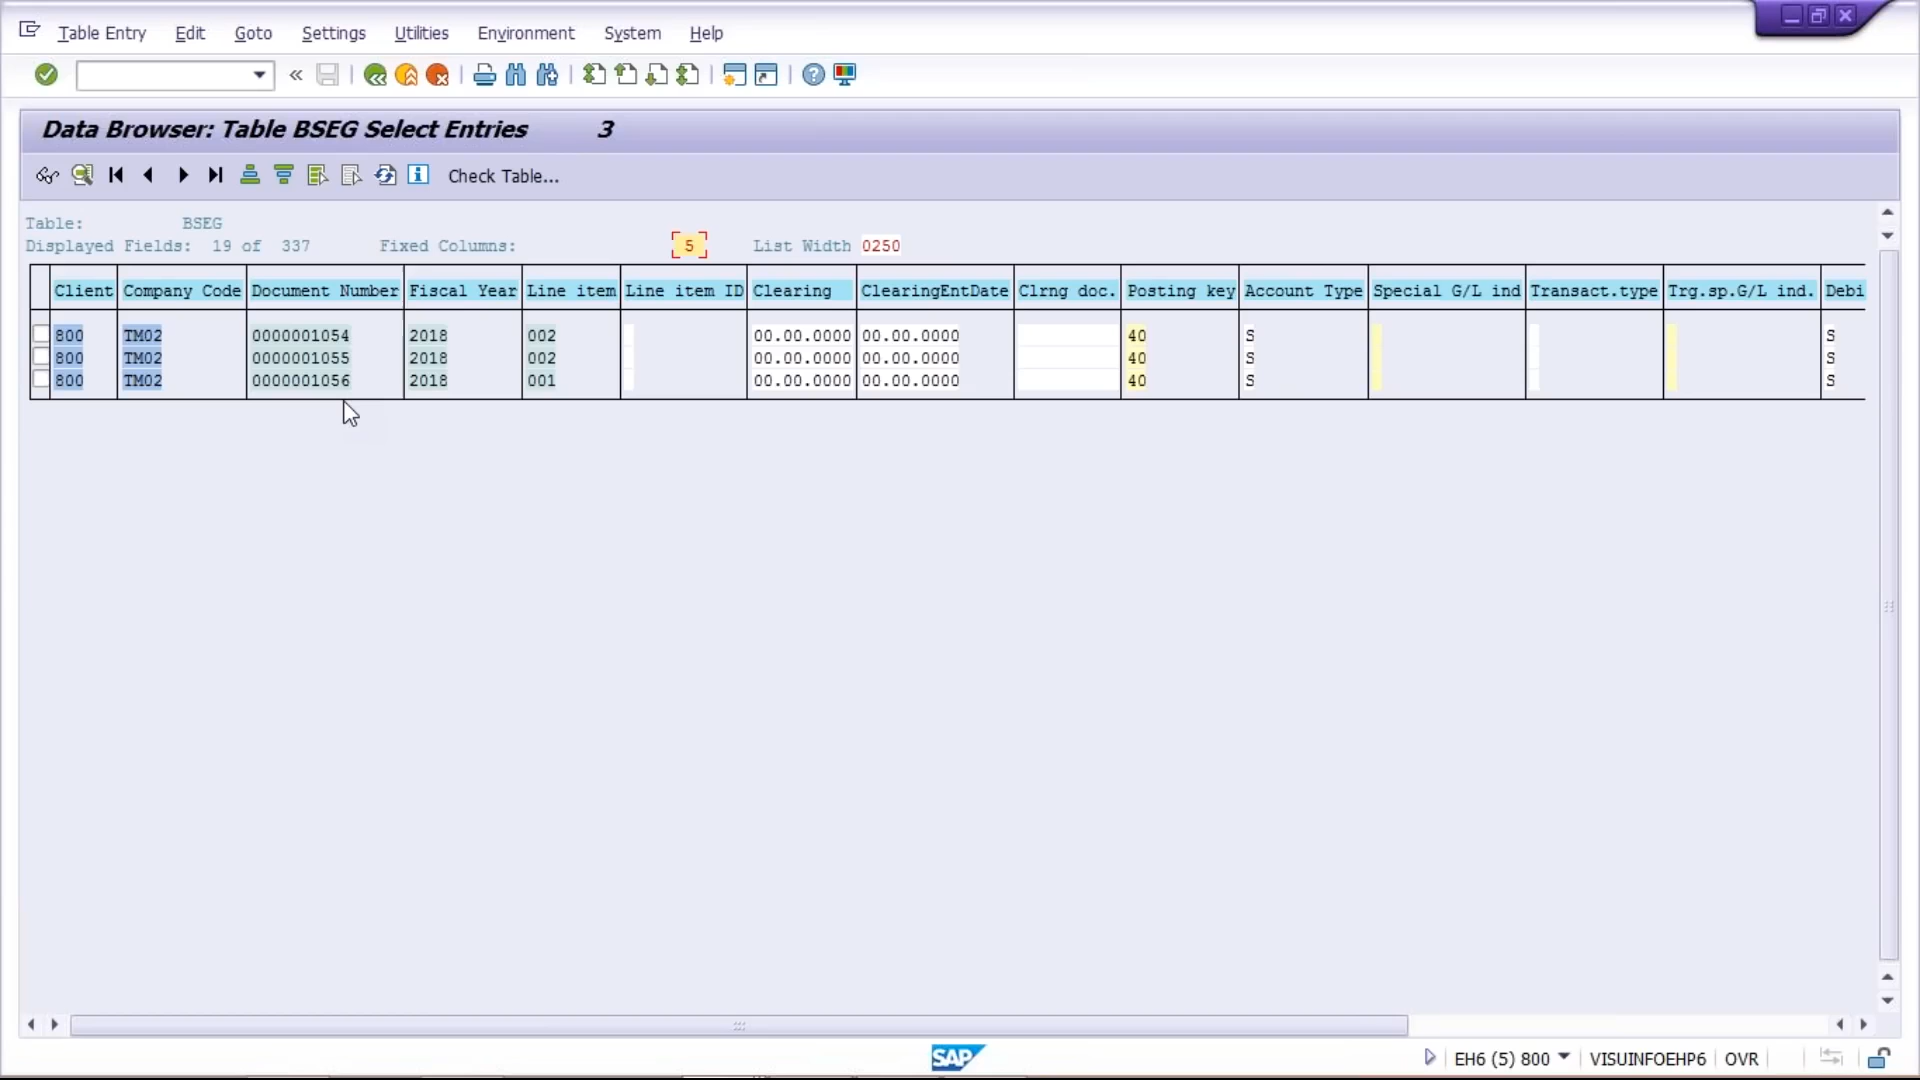 Table Entry Edit Goto Settings Utilities Environment System Help
Data Browser: Table BSEG Select Entries 3
Check Table...
Table: BSEG
Displayed Fields: 19 of 337 Fixed Columns: 5 List Width 0250
Client Company Code Document Number Fiscal Year Line item Line item ID Clearing ClearingEntDate Clrng doc. Posting key Account Type Special G/L ind Transact.type Trg.sp.G/L ind. Debi
800 TM02 0000001054 2018 002 00.00.0000 00.00.0000 40 S S
800 TM02 0000001055 2018 002 00.00.0000 00.00.0000 40 S S
800 TM02 0000001056 2018 001 00.00.0000 00.00.0000 40 S S
SAP EH6 (5) 800 VISUINFOEHP6 OVR